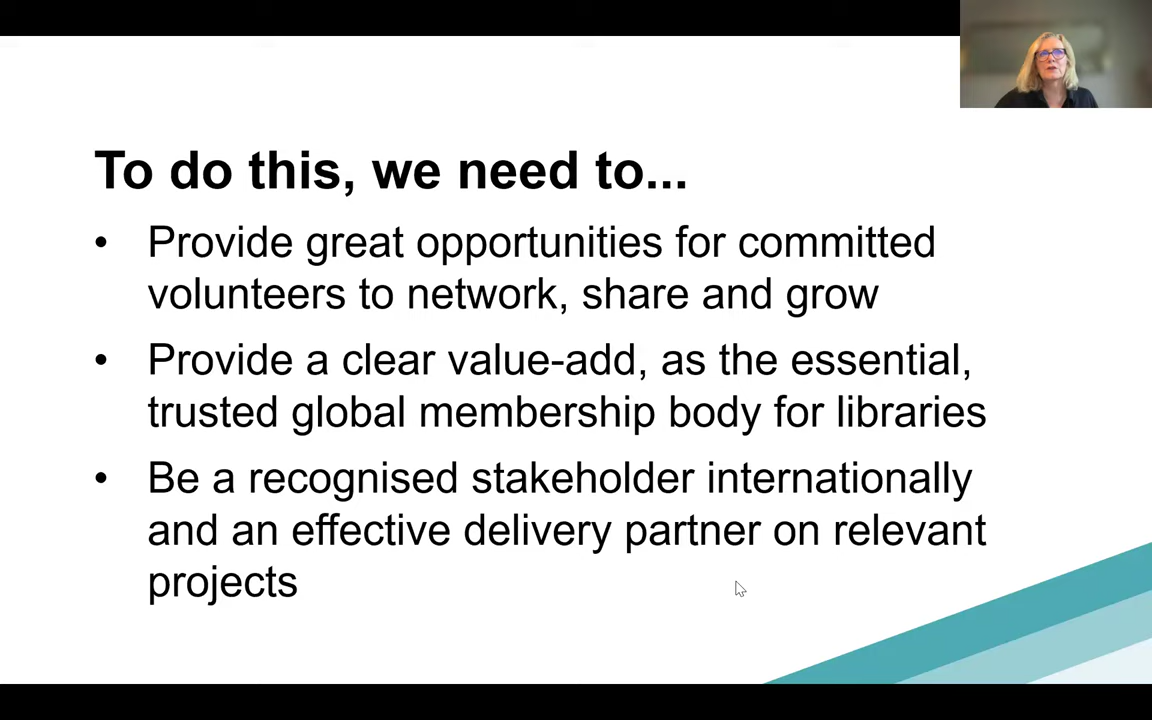 To do this, we need to...
• Provide great opportunities for committed
volunteers to network, share and grow
• Provide a clear value-add, as the essential,
trusted global membership body for libraries
• Be a recognised stakeholder internationally
and an effective delivery partner on relevant
projects